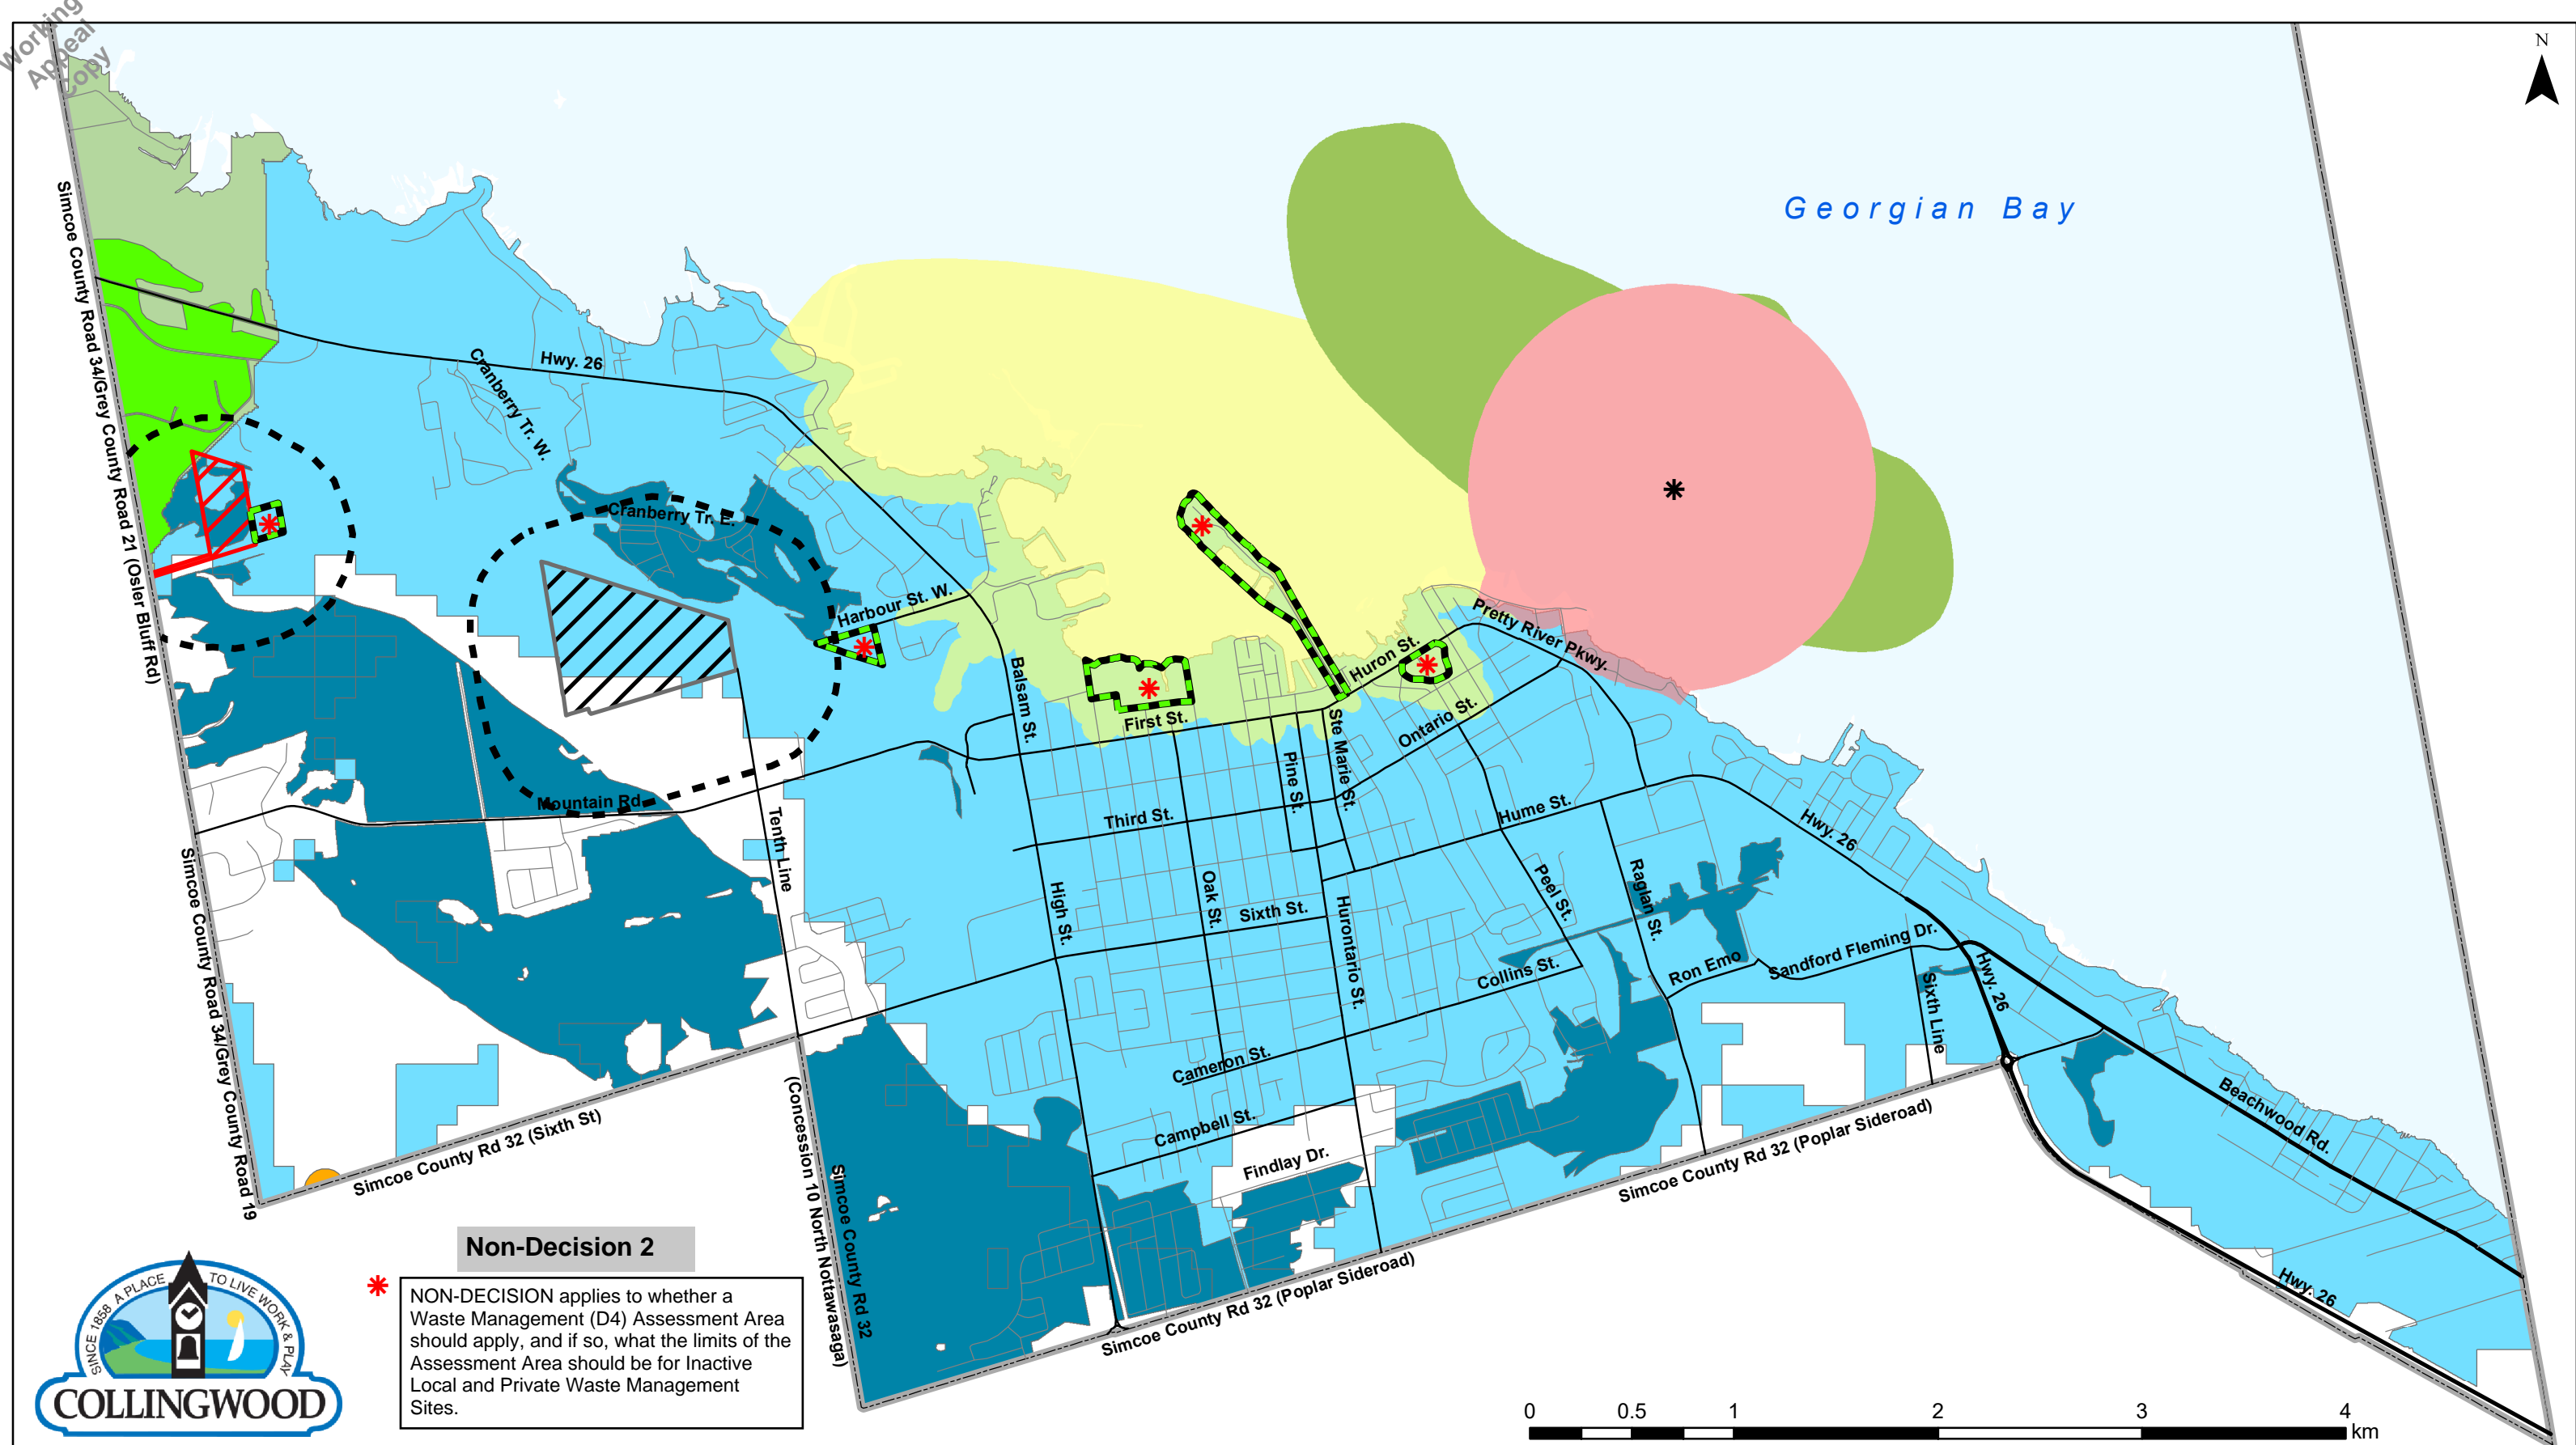 Working
Appeal
Copy
N
Georgian Bay
Simcoe County Road 34/Grey County Road 21 (Osler Bluff Rd)
Hwy. 26
Cranberry Tr. W.
Cranberry Tr. E.
Harbour St. W.
Balsam St.
First St.
Huron St.
Pretty River Pkwy.
Ontario St.
Ste Marie St.
Pine St.
Mountain Rd.
Tenth Line
Third St.
Hume St.
Hwy. 26
Simcoe County Road 34/Grey County Road 19
High St.
Oak St.
Sixth St.
Hurontario St.
Peel St.
Raglan St.
Collins St.
Ron Emo
Sandford Fleming Dr.
Sixth Line
Hwy. 26
Cameron St.
Campbell St.
Findlay Dr.
Beachwood Rd.
Hwy. 26
Simcoe County Rd 32 (Sixth St)
(Concession 10 North Nottawasaga)
Simcoe County Rd 32
Simcoe County Rd 32 (Poplar Sideroad)
Simcoe County Rd 32 (Poplar Sideroad)
SINCE 1858 A PLACE TO LIVE WORK & PLAY
COLLINGWOOD
Non-Decision 2
NON-DECISION applies to whether a
Waste Management (D4) Assessment Area
should apply, and if so, what the limits of the
Assessment Area should be for Inactive
Local and Private Waste Management
Sites.
0 0.5 1 2 3 4
km